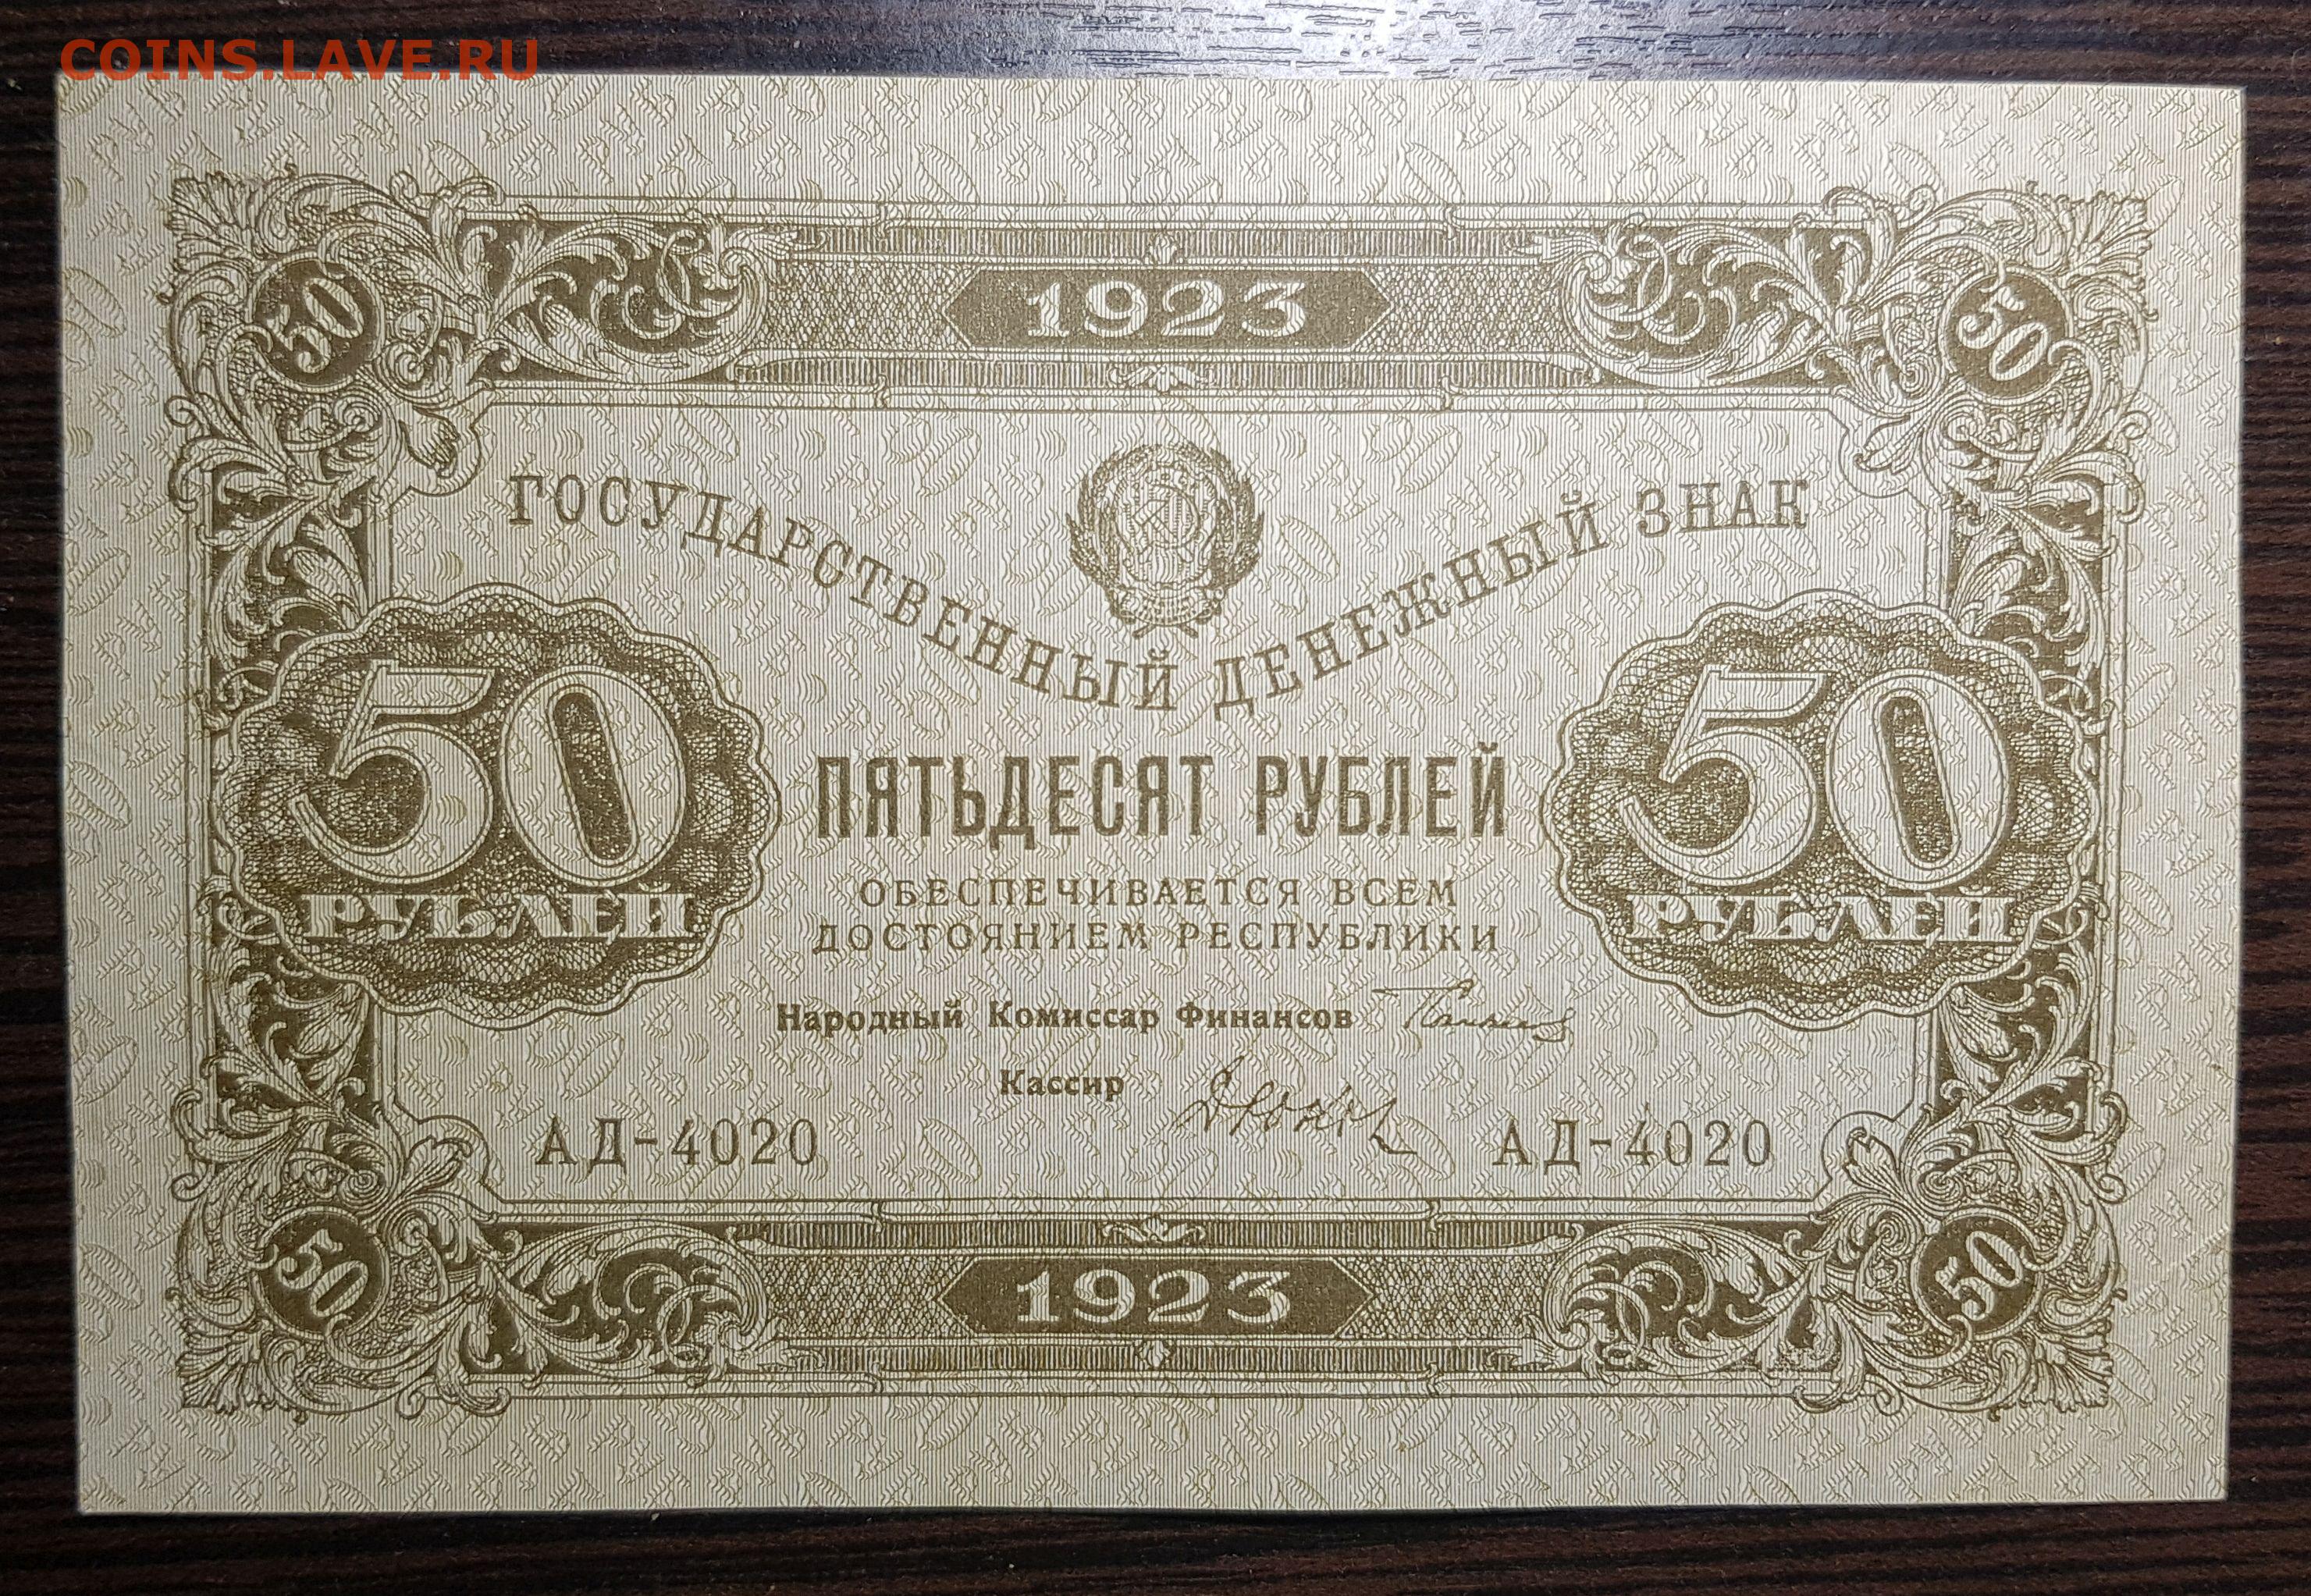 COINS.LAVE.RU
1923
50 50
ГОСУДАРСТВЕННЫЙ ДЕНЕЖНЫЙ ЗНАК
50 50
РУБЛЕЙ РУБЛЕЙ
ПЯТЬДЕСЯТ РУБЛЕЙ
ОБЕСПЕЧИВАЕТСЯ ВСЕМ
ДОСТОЯНИЕМ РЕСПУБЛИКИ
Народный Комиссар Финансов
Кассир
АД-4020 АД-4020
50 50
1923